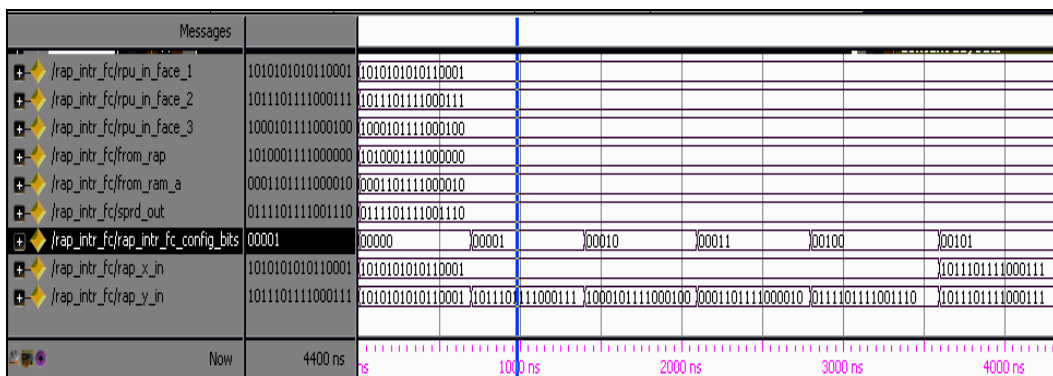 Messages
/rap_intr_fc/rpu_in_face_1 1010101010110001 1010101010110001
/rap_intr_fc/rpu_in_face_2 1011101111000111 1011101111000111
/rap_intr_fc/rpu_in_face_3 1000101111000100 1000101111000100
/rap_intr_fc/from_rap 1010001111000000 1010001111000000
/rap_intr_fc/from_ram_a 0001101111000010 0001101111000010
/rap_intr_fc/sprd_out 0111101111001110 0111101111001110
/rap_intr_fc/rap_intr_fc_config_bits 00001 00000 00001 00010 00011 00100 00101
/rap_intr_fc/rap_x_in 1010101010110001 1010101010110001 1011101111000111
/rap_intr_fc/rap_y_in 1011101111000111 1010101010110001 1011101111000111 1000101111000100 0001101111000010 0111101111001110 1011101111000111
Now 4400 ns ns 1000 ns 2000 ns 3000 ns 4000 ns